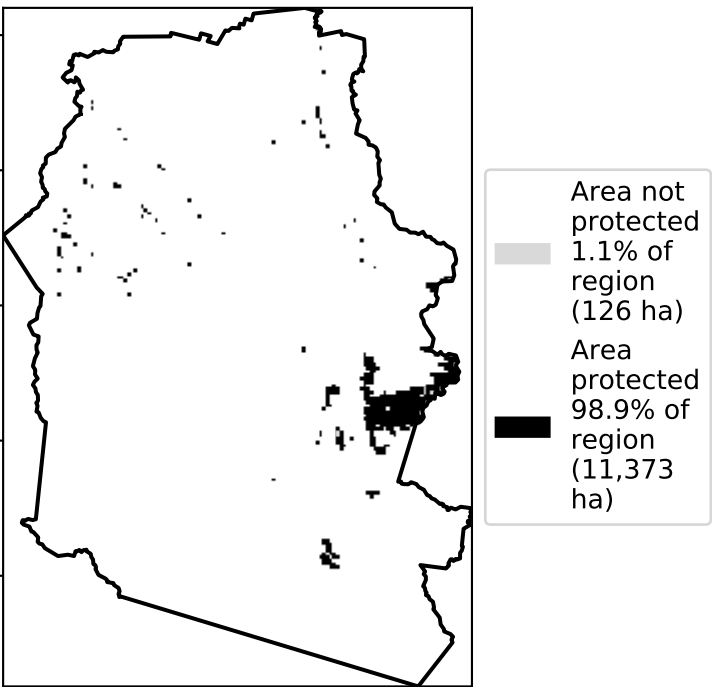 Area not
protected
1.1% of
region
(126 ha)
Area
protected
98.9% of
region
(11,373
ha)